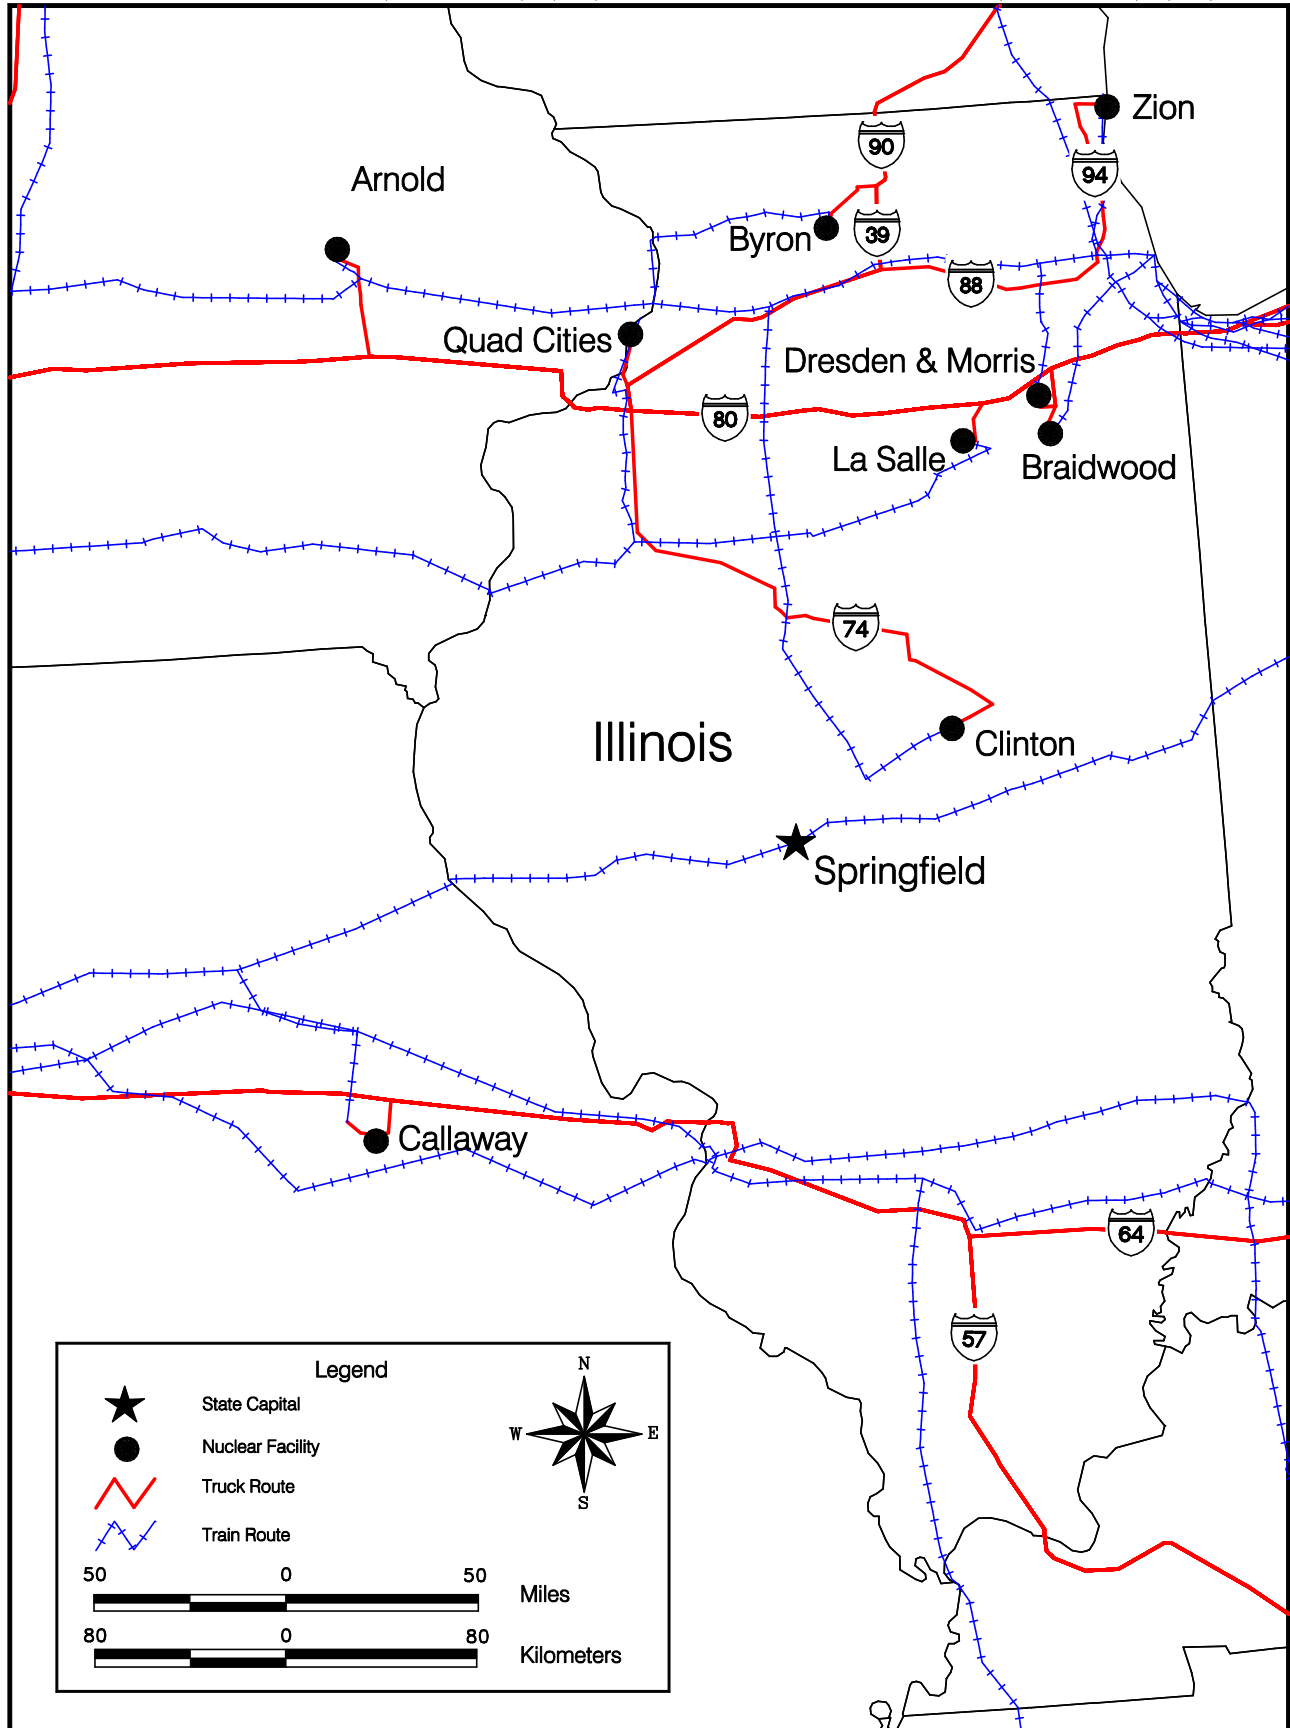 Zion
90
94
Arnold
Byron
39
88
Quad Cities
Dresden & Morris
80
La Salle
Braidwood
74
Illinois
Clinton
Springfield
Callaway
64
57
Legend
State Capital
Nuclear Facility
Truck Route
Train Route
N
W
E
S
50 0 50
Miles
80 0 80
Kilometers